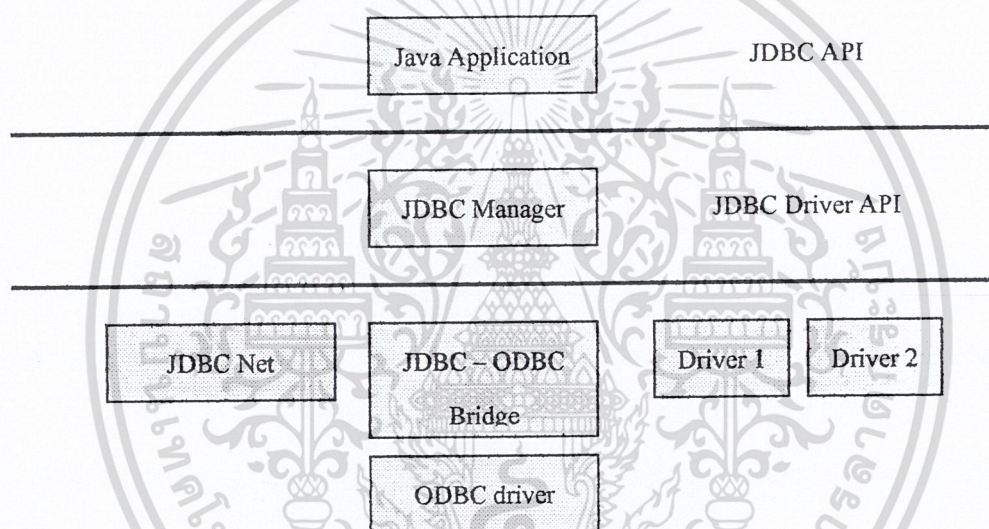 Java Application
JDBC API
JDBC Manager
JDBC Driver API
JDBC Net
JDBC – ODBC
Bridge
Driver 1
Driver 2
ODBC driver